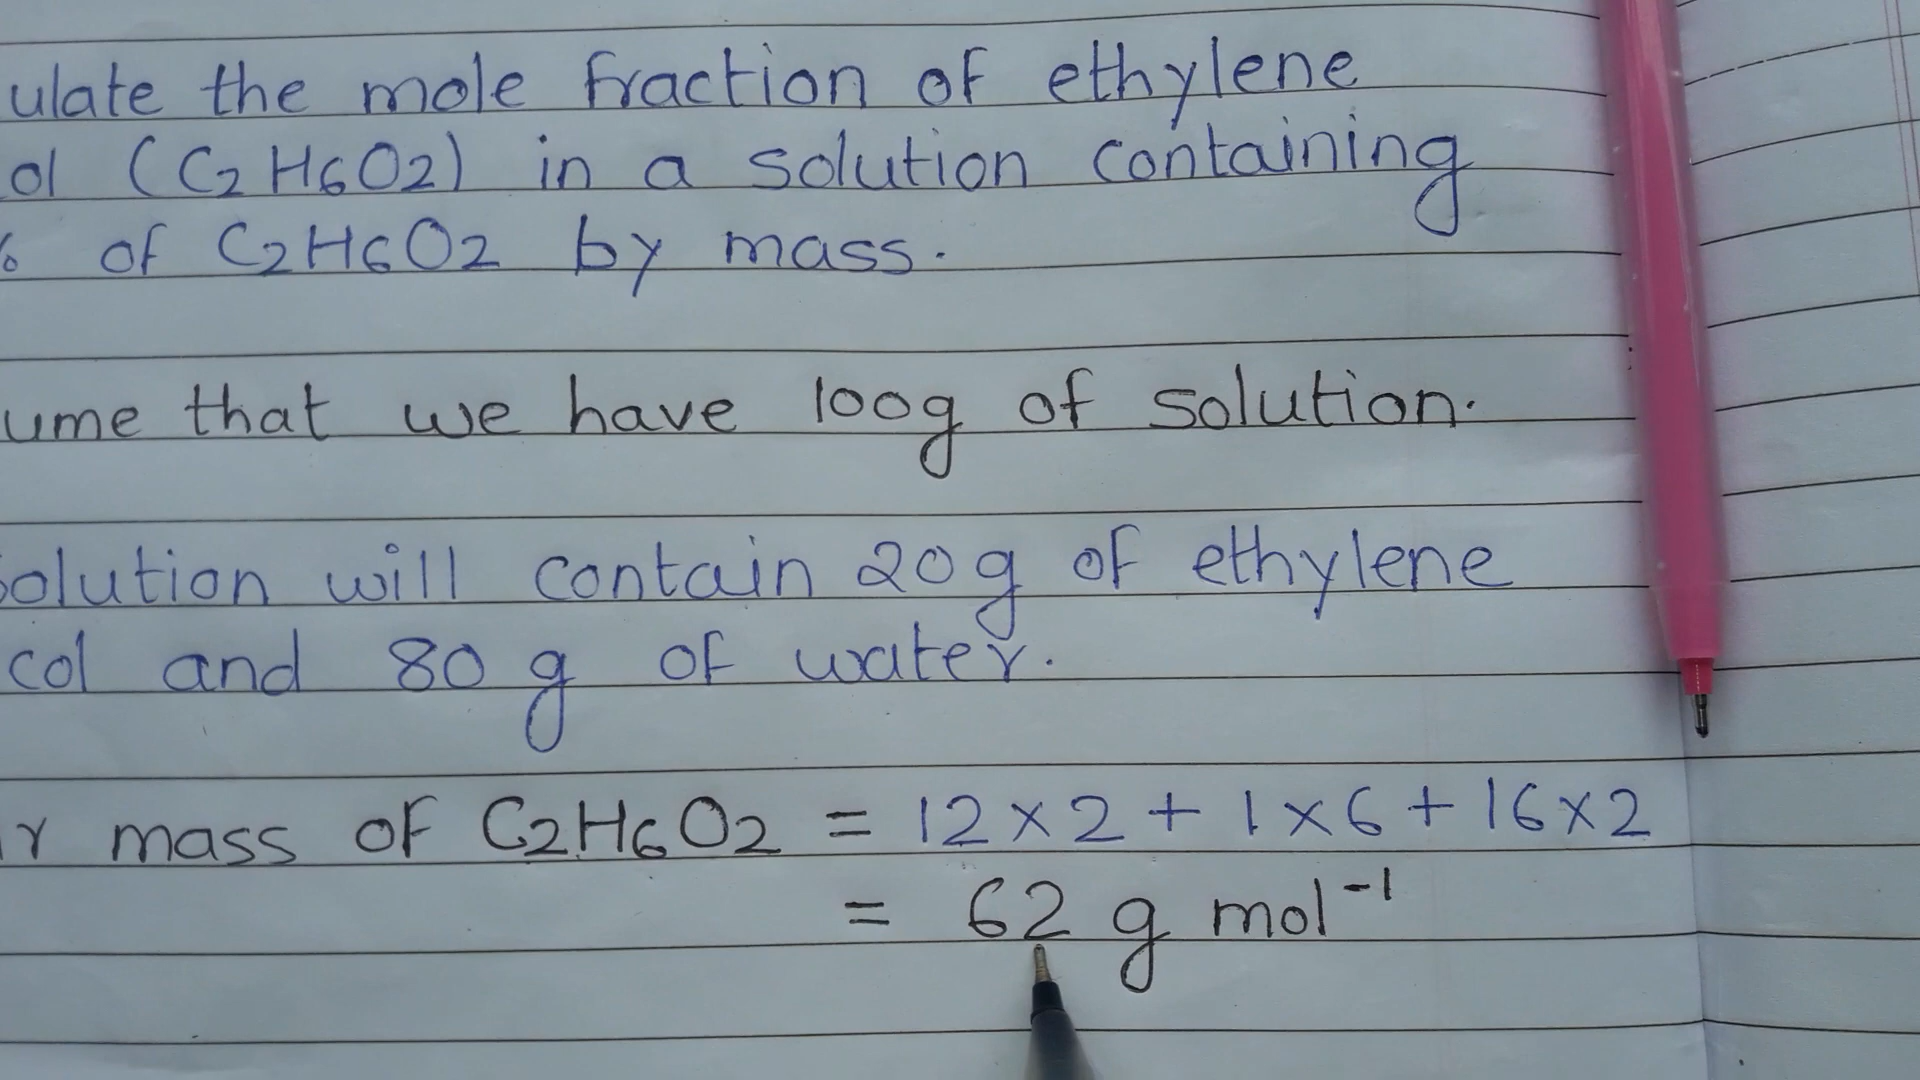 ulate the mole fraction of ethylene
ol (C2H6O2) in a solution containing
% of C2H6O2 by mass.
ume that we have 100g of solution.
solution will contain 20g of ethylene
col and 80 g of water.
r mass of C2H6O2 = 12×2 + 1×6 + 16×2
= 62 g mol⁻¹